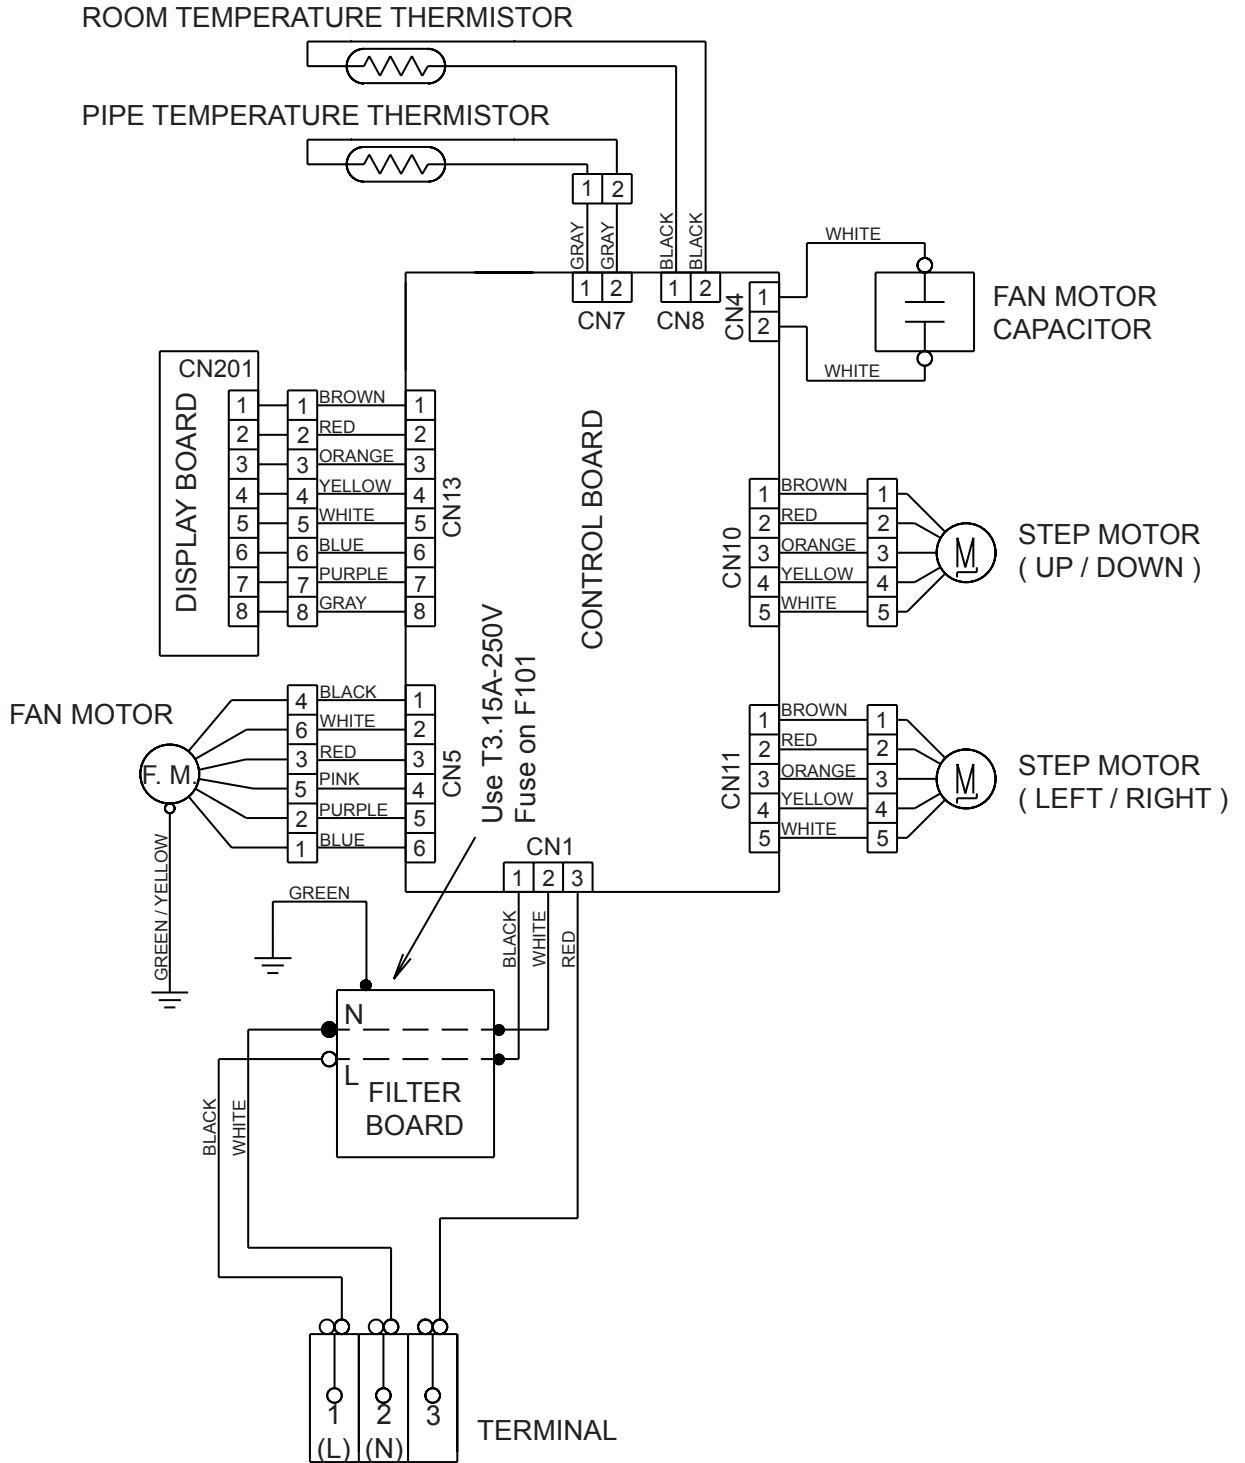 ROOM TEMPERATURE THERMISTOR
PIPE TEMPERATURE THERMISTOR
1 2
GRAY
GRAY
BLACK
BLACK
1 2
CN7
1 2
CN8
CN4
1
2
WHITE
WHITE
FAN MOTOR
CAPACITOR
DISPLAY BOARD
CN201
1 1 BROWN 1
2 2 RED 2
3 3 ORANGE 3
4 4 YELLOW 4
5 5 WHITE 5
6 6 BLUE 6
7 7 PURPLE 7
8 8 GRAY 8
CN13
CONTROL BOARD
CN10
1 BROWN 1
2 RED 2
3 ORANGE 3
4 YELLOW 4
5 WHITE 5
M
STEP MOTOR
( UP / DOWN )
FAN MOTOR
F. M.
GREEN / YELLOW
4 BLACK 1
6 WHITE 2
3 RED 3
5 PINK 4
2 PURPLE 5
1 BLUE 6
CN5
Use T3.15A-250V
Fuse on F101
CN11
1 BROWN 1
2 RED 2
3 ORANGE 3
4 YELLOW 4
5 WHITE 5
M
STEP MOTOR
( LEFT / RIGHT )
CN1
1 2 3
BLACK
WHITE
RED
GREEN
N
L
FILTER
BOARD
BLACK
WHITE
1 2 3
(L) (N)
TERMINAL